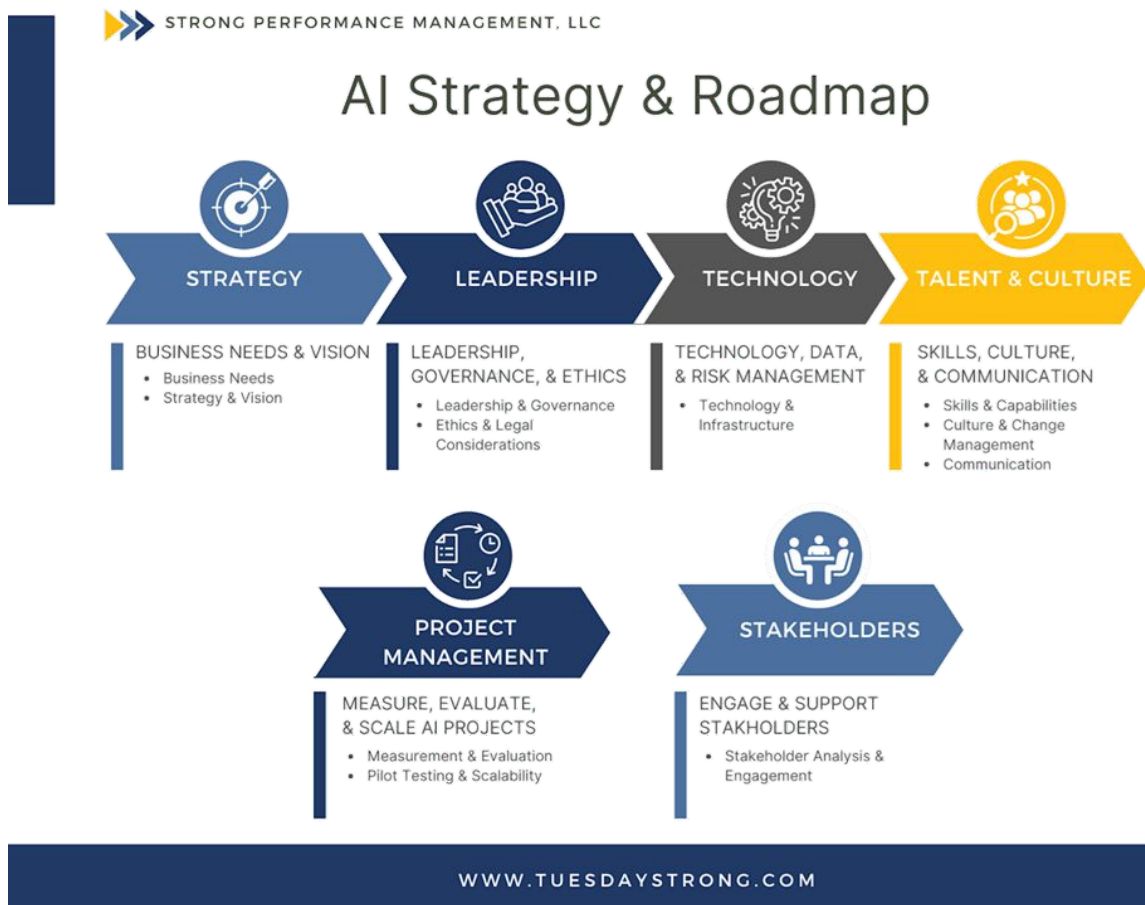 STRONG PERFORMANCE MANAGEMENT, LLC
AI Strategy & Roadmap
STRATEGY
LEADERSHIP
TECHNOLOGY
TALENT & CULTURE
BUSINESS NEEDS & VISION
• Business Needs
• Strategy & Vision
LEADERSHIP,
GOVERNANCE, & ETHICS
• Leadership & Governance
• Ethics & Legal
Considerations
TECHNOLOGY, DATA,
& RISK MANAGEMENT
• Technology &
Infrastructure
SKILLS, CULTURE,
& COMMUNICATION
• Skills & Capabilities
• Culture & Change
Management
• Communication
PROJECT
MANAGEMENT
STAKEHOLDERS
MEASURE, EVALUATE,
& SCALE AI PROJECTS
• Measurement & Evaluation
• Pilot Testing & Scalability
ENGAGE & SUPPORT
STAKHOLDERS
• Stakeholder Analysis &
Engagement
WWW.TUESDAYSTRONG.COM